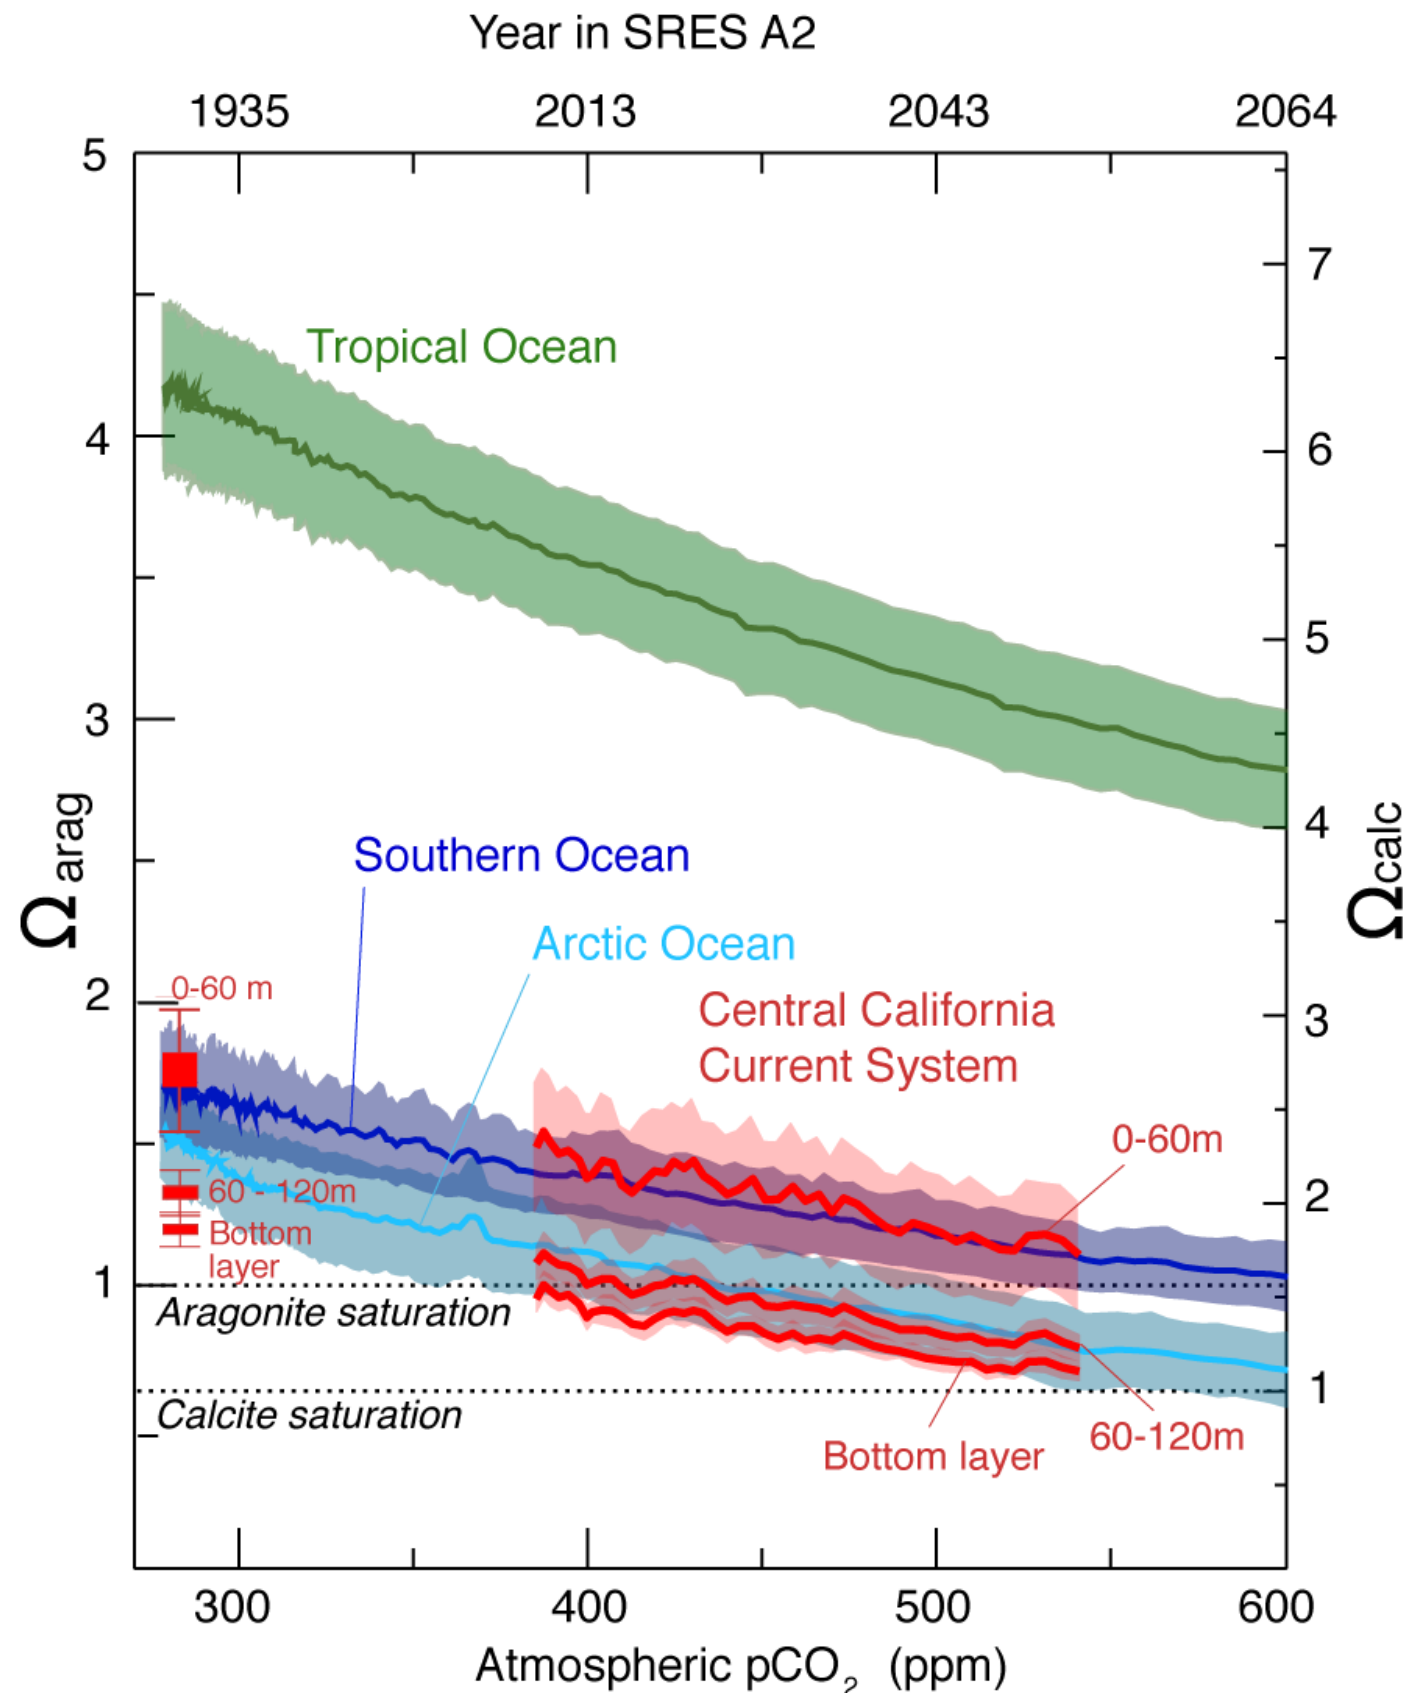 Year in SRES A2
1935 2013 2043 2064
5
4
3
2
1
7
6
5
4
3
2
1
Ω arag
Ωcalc
Tropical Ocean
Southern Ocean
Arctic Ocean
Central California
Current System
0-60 m
60 - 120m
Bottom
layer
0-60m
Aragonite saturation
Calcite saturation
60-120m
Bottom layer
300 400 500 600
Atmospheric pCO₂ (ppm)